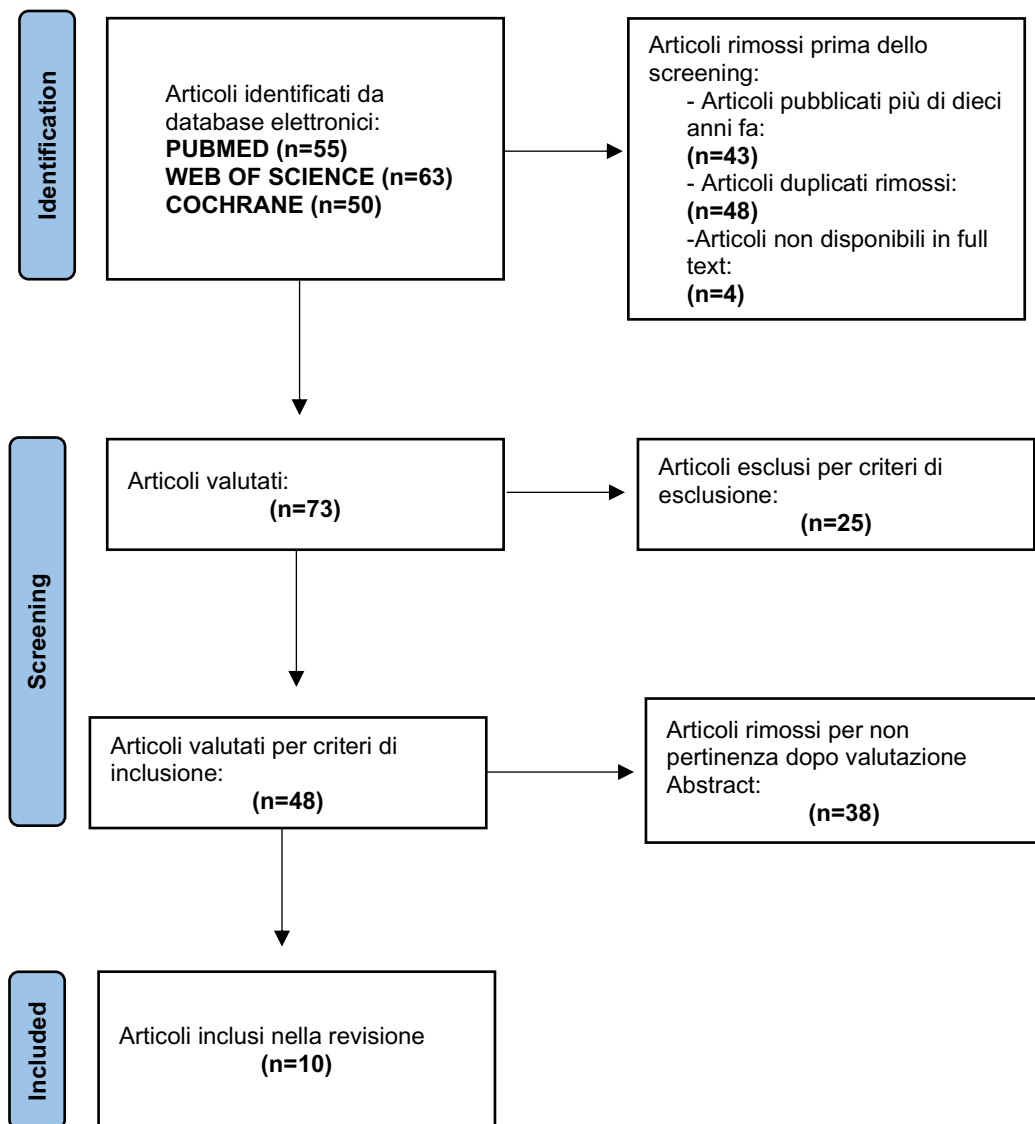 Identification
Articoli identificati da
database elettronici:
PUBMED (n=55)
WEB OF SCIENCE (n=63)
COCHRANE (n=50)
Articoli rimossi prima dello
screening:
- Articoli pubblicati più di dieci
anni fa:
(n=43)
- Articoli duplicati rimossi:
(n=48)
-Articoli non disponibili in full
text:
(n=4)
Screening
Articoli valutati:
(n=73)
Articoli esclusi per criteri di
esclusione:
(n=25)
Articoli valutati per criteri di
inclusione:
(n=48)
Articoli rimossi per non
pertinenza dopo valutazione
Abstract:
(n=38)
Included
Articoli inclusi nella revisione
(n=10)